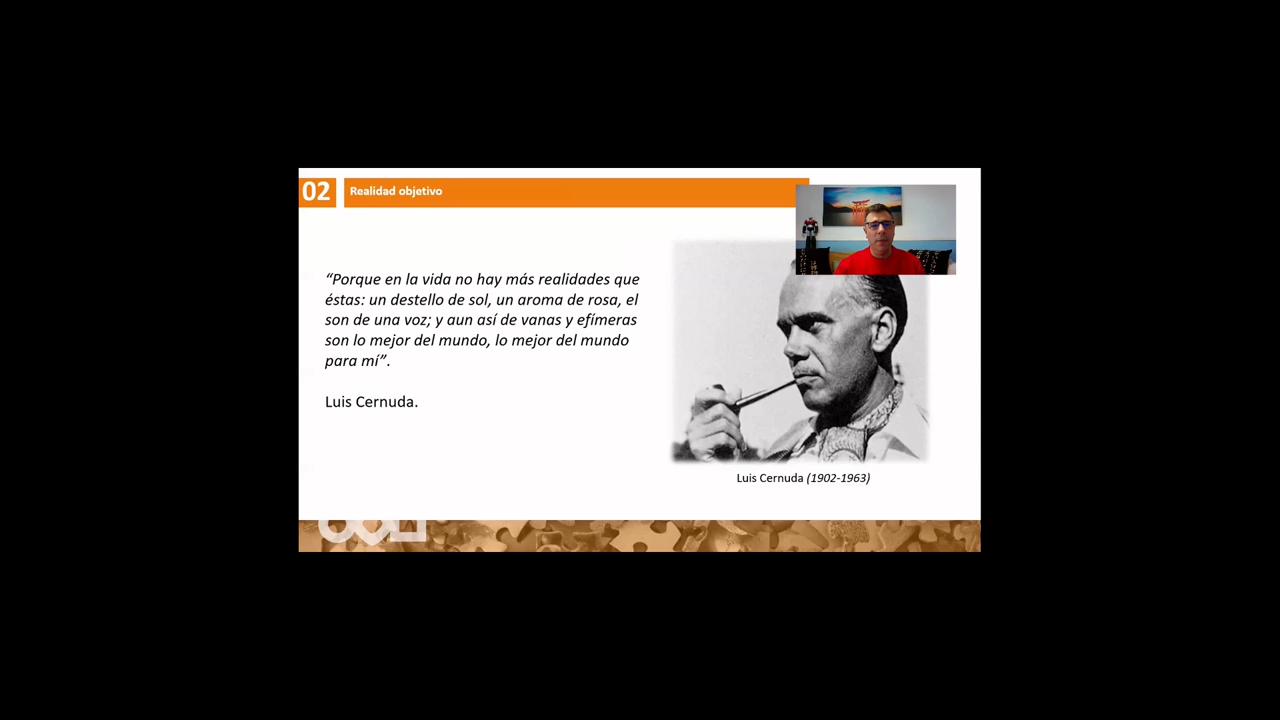 02
Realidad objetivo
“Porque en la vida no hay más realidades que
éstas: un destello de sol, un aroma de rosa, el
son de una voz; y aun así de vanas y efímeras
son lo mejor del mundo, lo mejor del mundo
para mí”.
Luis Cernuda.
Luis Cernuda (1902-1963)